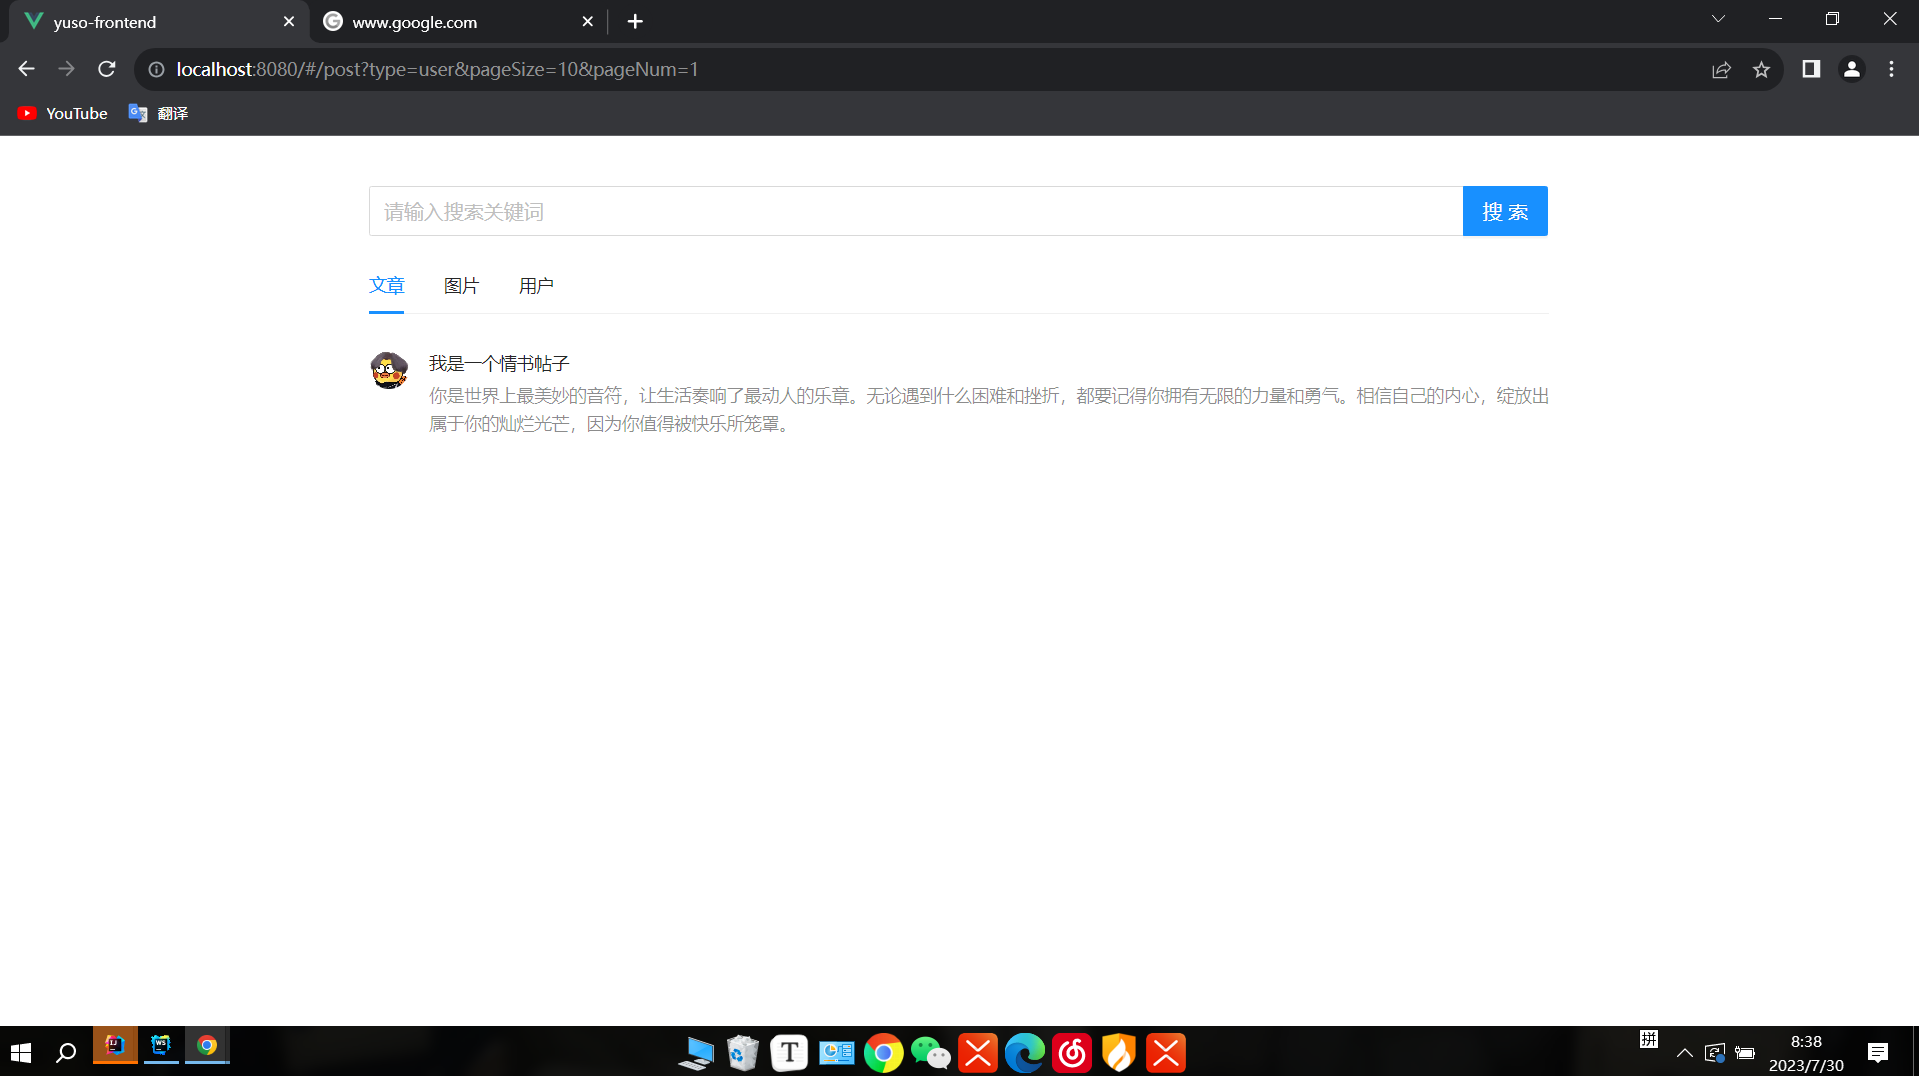 yuso-frontend
www.google.com
localhost:8080/#/post?type=user&pageSize=10&pageNum=1
YouTube
翻译
请输入搜索关键词
搜 索
文章
图片
用户
我是一个情书帖子
你是世界上最美妙的音符，让生活奏响了最动人的乐章。无论遇到什么困难和挫折，都要记得你拥有无限的力量和勇气。相信自己的内心，绽放出
属于你的灿烂光芒，因为你值得被快乐所笼罩。
IJ
WS
T
拼
8:38
2023/7/30